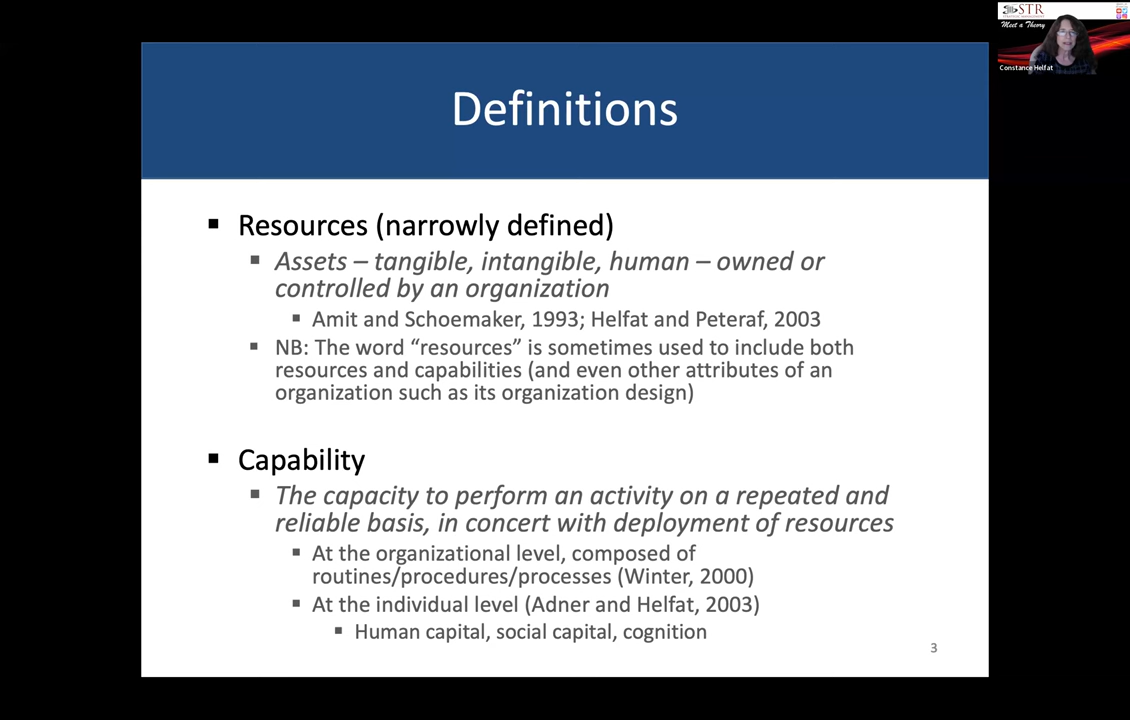 STR
Meet a Theory
Constance Helfat
Definitions
▪ Resources (narrowly defined)
▪ Assets – tangible, intangible, human – owned or
controlled by an organization
▪ Amit and Schoemaker, 1993; Helfat and Peteraf, 2003
▪ NB: The word “resources” is sometimes used to include both
resources and capabilities (and even other attributes of an
organization such as its organization design)
▪ Capability
▪ The capacity to perform an activity on a repeated and
reliable basis, in concert with deployment of resources
▪ At the organizational level, composed of
routines/procedures/processes (Winter, 2000)
▪ At the individual level (Adner and Helfat, 2003)
▪ Human capital, social capital, cognition
3